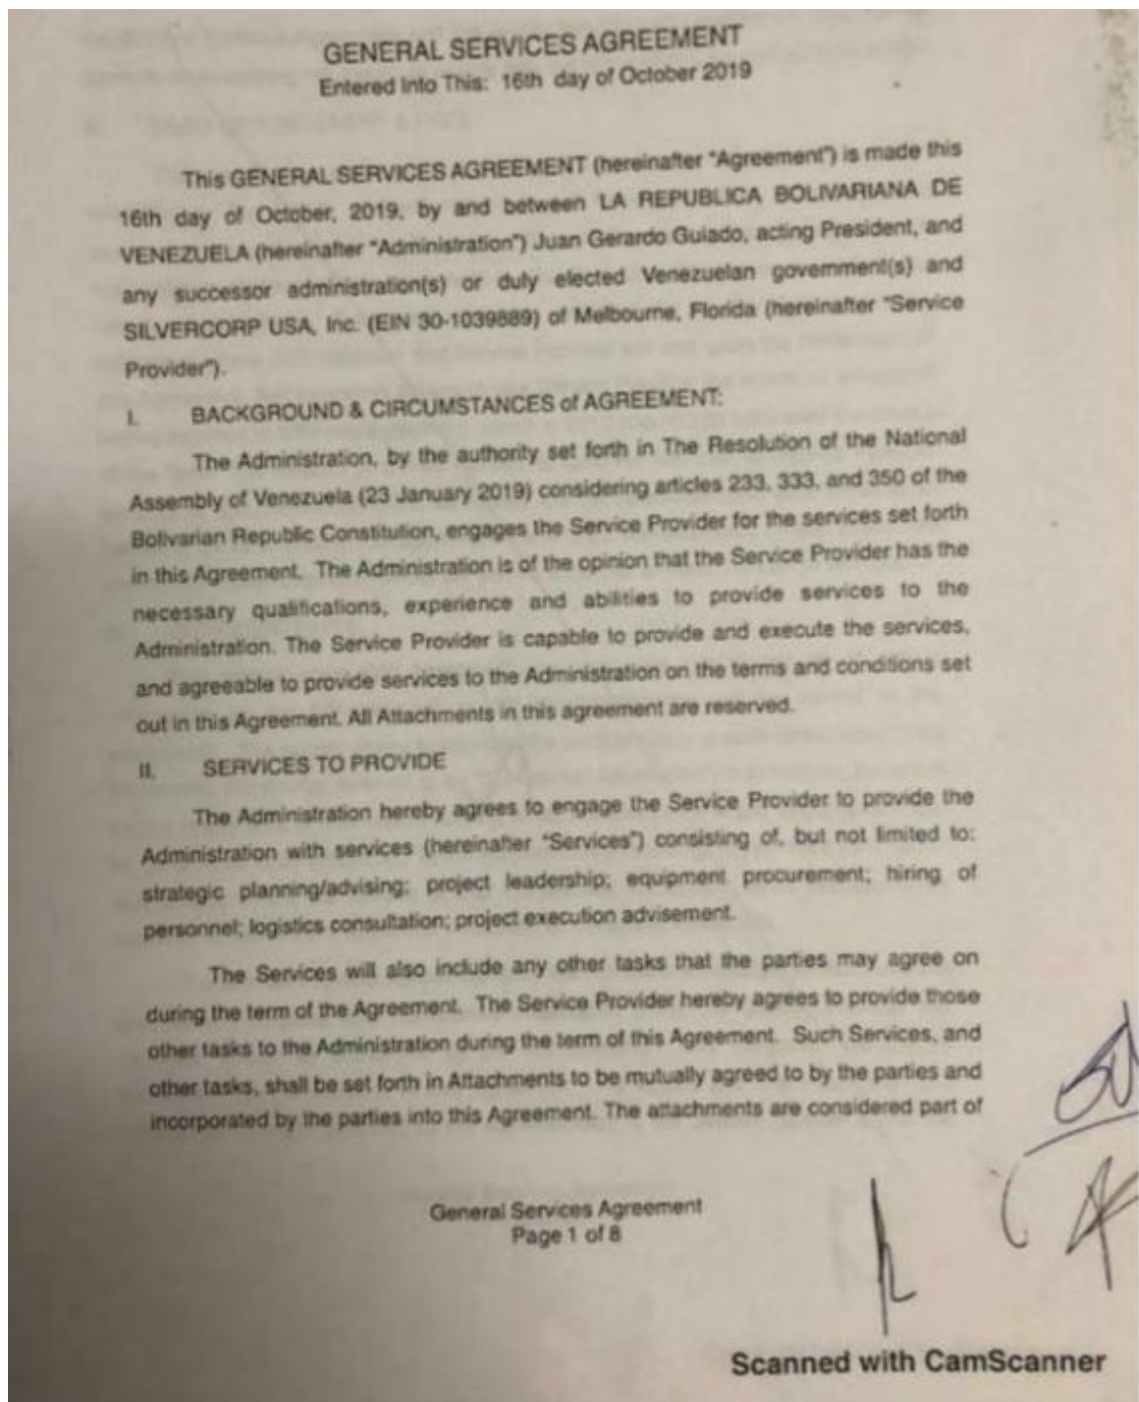 GENERAL SERVICES AGREEMENT
Entered Into This: 16th day of October 2019
This GENERAL SERVICES AGREEMENT (hereinafter "Agreement") is made this
16th day of October, 2019, by and between LA REPUBLICA BOLIVARIANA DE
VENEZUELA (hereinafter "Administration") Juan Gerardo Guiado, acting President, and
any successor administration(s) or duly elected Venezuelan government(s) and
SILVERCORP USA, Inc. (EIN 30-1039889) of Melbourne, Florida (hereinafter "Service
Provider").
I. BACKGROUND & CIRCUMSTANCES of AGREEMENT:
The Administration, by the authority set forth in The Resolution of the National
Assembly of Venezuela (23 January 2019) considering articles 233, 333, and 350 of the
Bolivarian Republic Constitution, engages the Service Provider for the services set forth
in this Agreement. The Administration is of the opinion that the Service Provider has the
necessary qualifications, experience and abilities to provide services to the
Administration. The Service Provider is capable to provide and execute the services,
and agreeable to provide services to the Administration on the terms and conditions set
out in this Agreement. All Attachments in this agreement are reserved.
II. SERVICES TO PROVIDE
The Administration hereby agrees to engage the Service Provider to provide the
Administration with services (hereinafter "Services") consisting of, but not limited to:
strategic planning/advising; project leadership; equipment procurement; hiring of
personnel; logistics consultation; project execution advisement.
The Services will also include any other tasks that the parties may agree on
during the term of the Agreement. The Service Provider hereby agrees to provide those
other tasks to the Administration during the term of this Agreement. Such Services, and
other tasks, shall be set forth in Attachments to be mutually agreed to by the parties and
incorporated by the parties into this Agreement. The attachments are considered part of
General Services Agreement
Page 1 of 8
Scanned with CamScanner